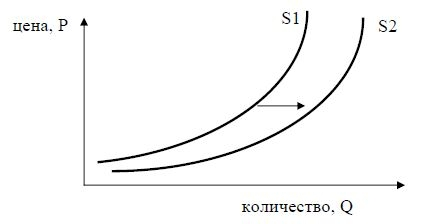 цена, P
S1
S2
количество, Q